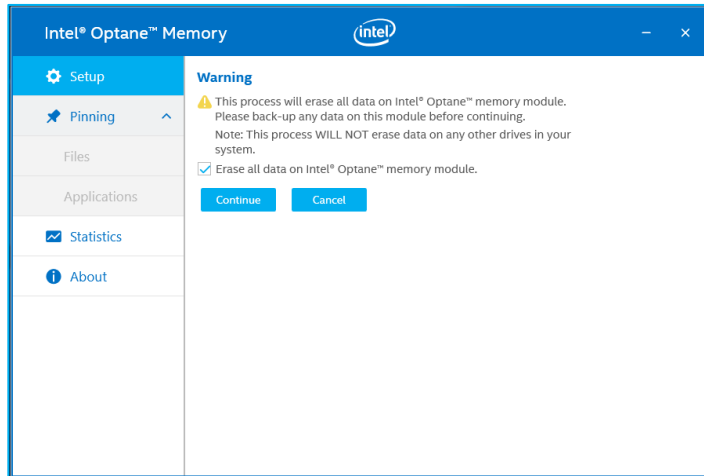 Intel® Optane™ Memory
intel
Setup
Pinning
Files
Applications
Statistics
About
Warning
This process will erase all data on Intel® Optane™ memory module.
Please back-up any data on this module before continuing.
Note: This process WILL NOT erase data on any other drives in your
system.
Erase all data on Intel® Optane™ memory module.
Continue
Cancel